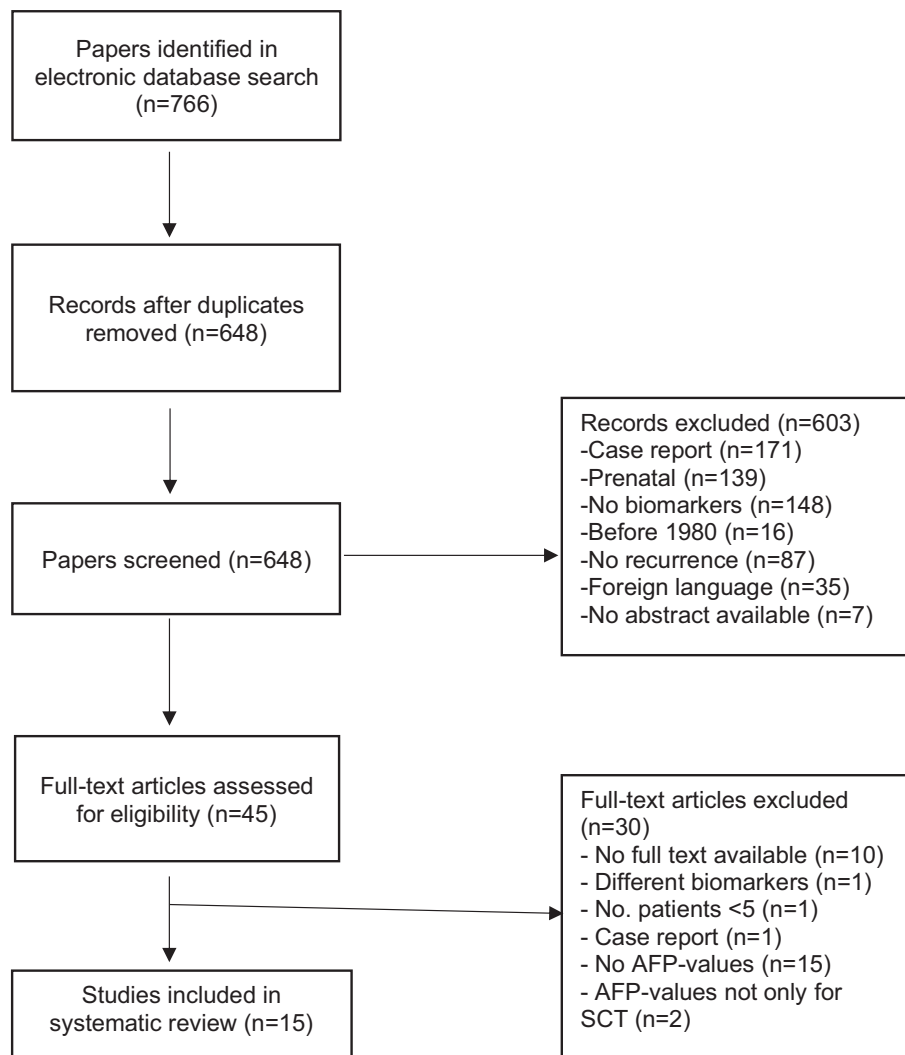 Papers identified in
electronic database search
(n=766)
Records after duplicates
removed (n=648)
Papers screened (n=648)
Records excluded (n=603)
-Case report (n=171)
-Prenatal (n=139)
-No biomarkers (n=148)
-Before 1980 (n=16)
-No recurrence (n=87)
-Foreign language (n=35)
-No abstract available (n=7)
Full-text articles assessed
for eligibility (n=45)
Full-text articles excluded
(n=30)
- No full text available (n=10)
- Different biomarkers (n=1)
- No. patients <5 (n=1)
- Case report (n=1)
- No AFP-values (n=15)
- AFP-values not only for
SCT (n=2)
Studies included in
systematic review (n=15)